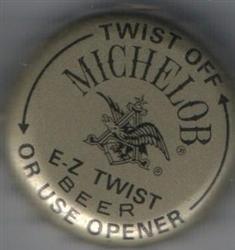 TWIST OFF
MICHELOB
E-Z TWIST
BEER
OR USE OPENER